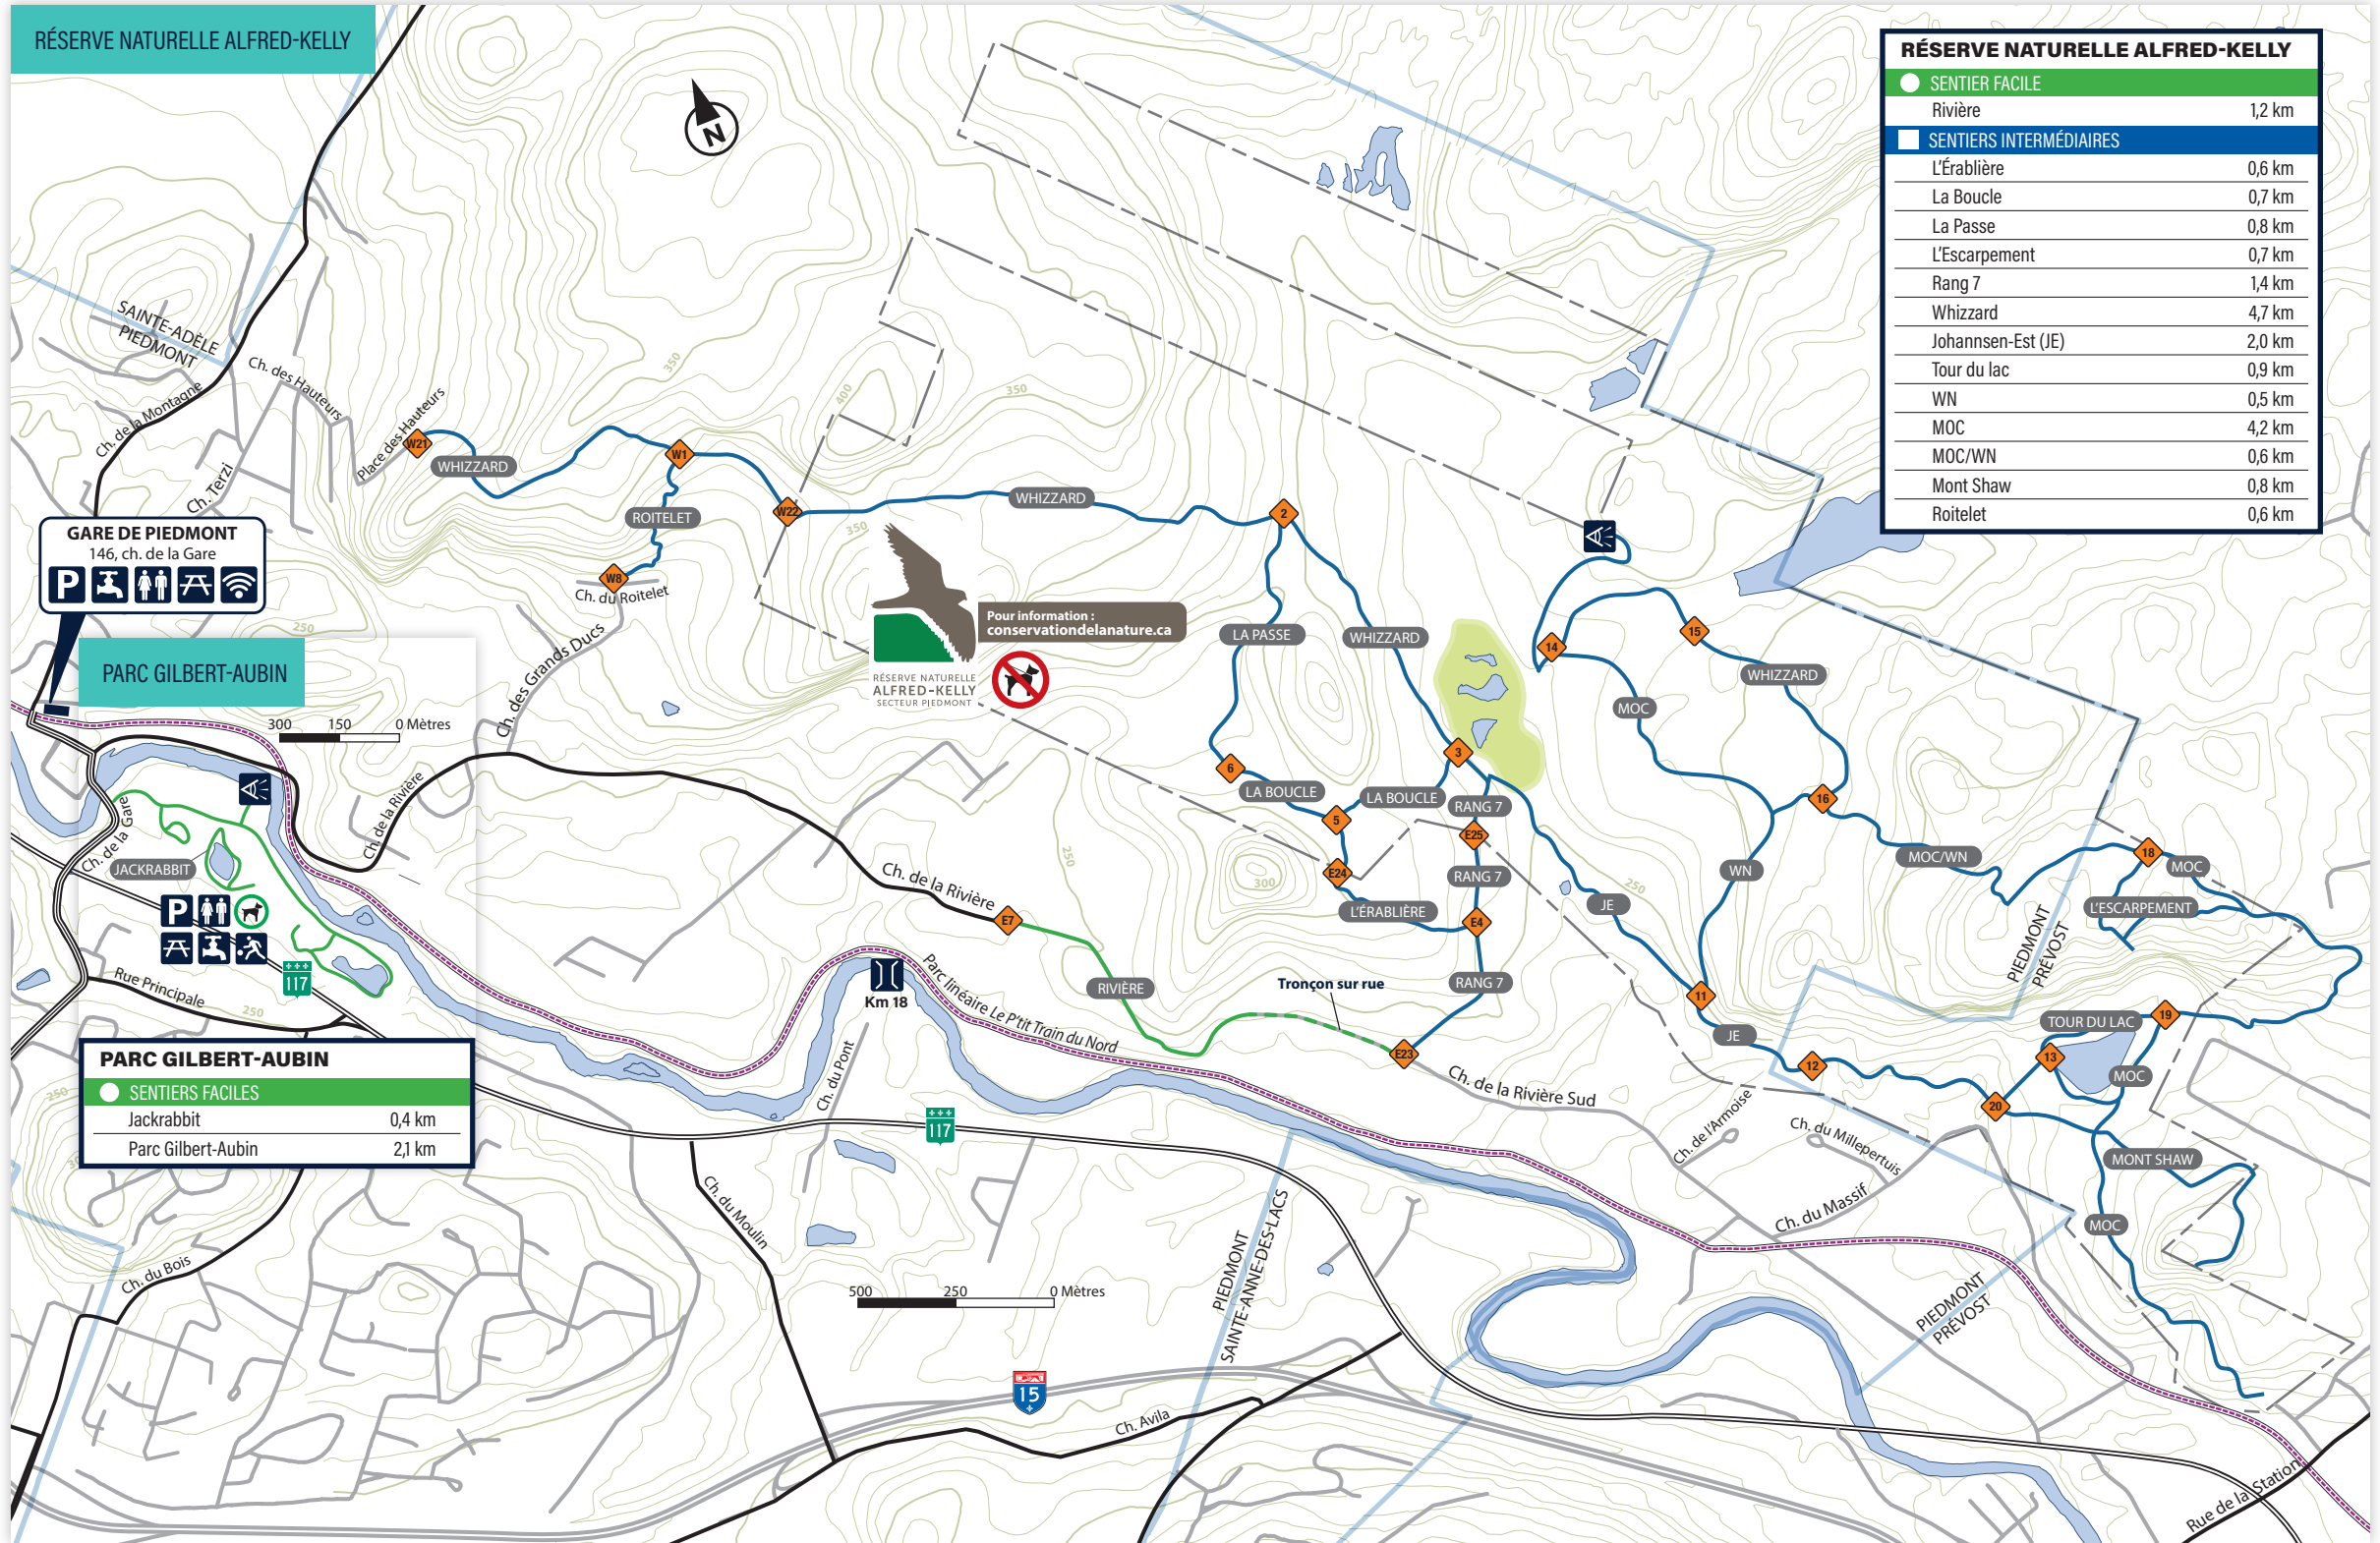 RÉSERVE NATURELLE ALFRED-KELLY
N
RÉSERVE NATURELLE ALFRED-KELLY
SENTIER FACILE
Rivière 1,2 km
SENTIERS INTERMÉDIAIRES
L'Érablière 0,6 km
La Boucle 0,7 km
La Passe 0,8 km
L'Escarpement 0,7 km
Rang 7 1,4 km
Whizzard 4,7 km
Johannsen-Est (JE) 2,0 km
Tour du lac 0,9 km
WN 0,5 km
MOC 4,2 km
MOC/WN 0,6 km
Mont Shaw 0,8 km
Roitelet 0,6 km
SAINTE-ADÈLE
PIEDMONT
Ch. de la Montagne
Ch. des Hauteurs
Place des Hauteurs
Ch. Terzi
350
400
350
350
W21
WHIZZARD
W1
ROITELET
W22
WHIZZARD
2
W8
Ch. du Roitelet
Ch. des Grands Ducs
GARE DE PIEDMONT
146, ch. de la Gare
P
250
PARC GILBERT-AUBIN
300 150 0 Mètres
Pour information :
conservationdelanature.ca
RÉSERVE NATURELLE
ALFRED-KELLY
SECTEUR PIEDMONT
LA PASSE
WHIZZARD
14
15
WHIZZARD
MOC
3
6
LA BOUCLE
LA BOUCLE
RANG 7
5
E25
16
E24
RANG 7
300
250
250
L'ÉRABLIÈRE
E4
JE
WN
MOC/WN
18
MOC
L'ESCARPEMENT
PIEDMONT
PRÉVOST
Ch. de la Gare
Ch. de la Rivière
JACKRABBIT
P
117
Rue Principale
250
Ch. de la Rivière
E7
RIVIÈRE
Km 18
Parc linéaire Le P'tit Train du Nord
Tronçon sur rue
RANG 7
E23
Ch. de la Rivière Sud
11
JE
12
TOUR DU LAC
19
13
MOC
20
MONT SHAW
MOC
Ch. de l'Armoise
Ch. du Millepertuis
Ch. du Massif
PARC GILBERT-AUBIN
SENTIERS FACILES
Jackrabbit 0,4 km
Parc Gilbert-Aubin 2,1 km
250
Ch. du Pont
117
Ch. du Moulin
Ch. du Bois
500 250 0 Mètres
PIEDMONT
SAINTE-ANNE-DES-LACS
PIEDMONT
PRÉVOST
15
Ch. Avila
Rue de la Station